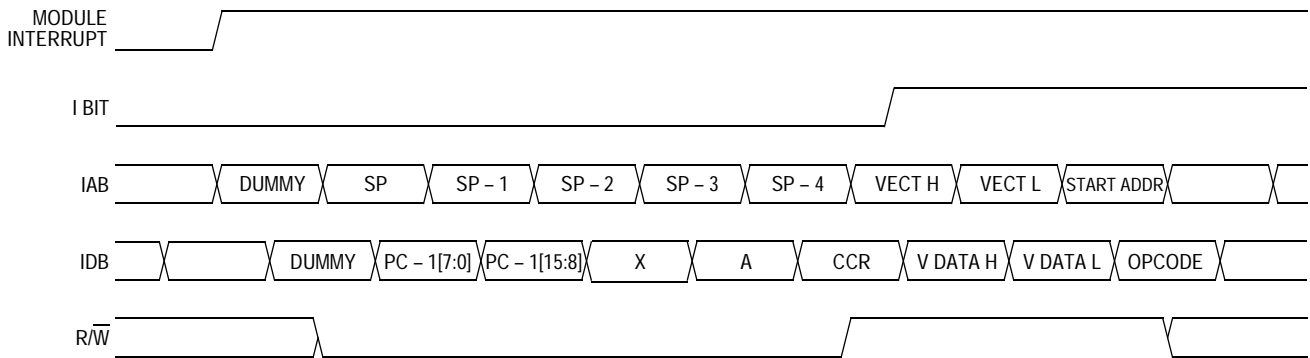 MODULE
INTERRUPT
I BIT
IAB DUMMY SP SP – 1 SP – 2 SP – 3 SP – 4 VECT H VECT L START ADDR
IDB DUMMY PC – 1[7:0] PC – 1[15:8] X A CCR V DATA H V DATA L OPCODE
R/W̅